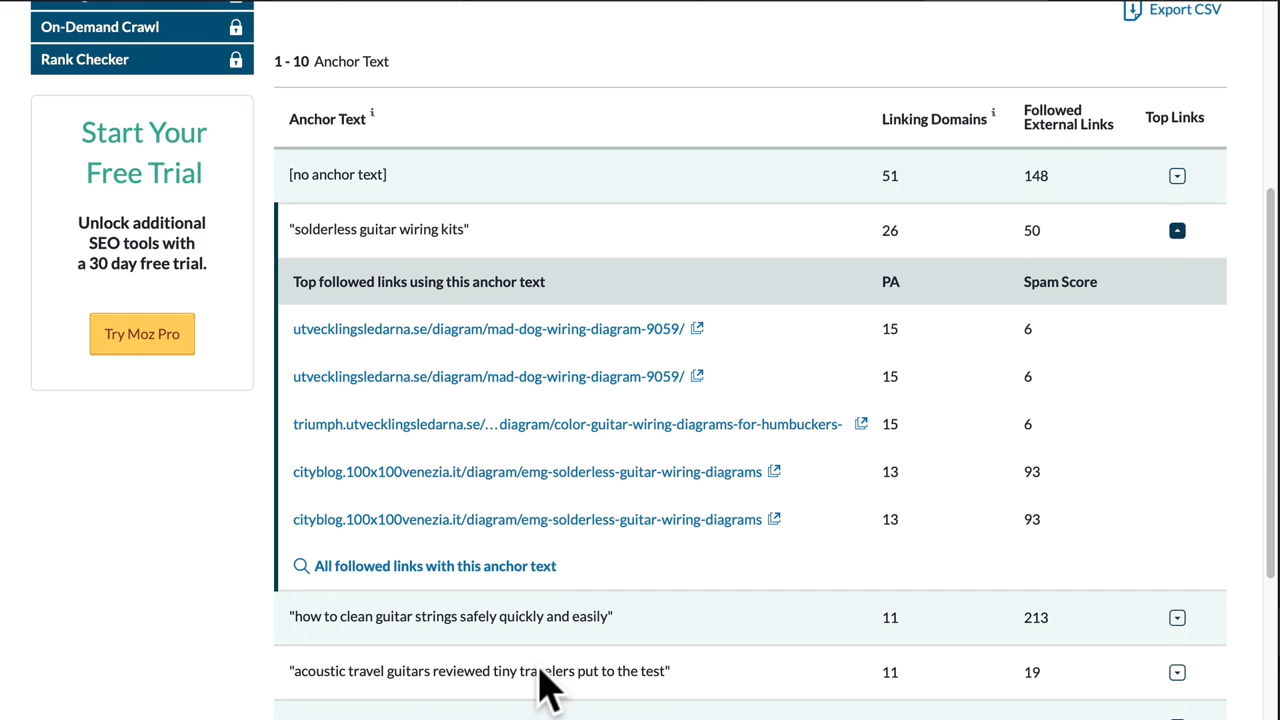 On-Demand Crawl
Rank Checker
Start Your
Free Trial
Unlock additional
SEO tools with
a 30 day free trial.
Try Moz Pro
Export CSV
1 - 10 Anchor Text
Anchor Text i Linking Domains i Followed External Links Top Links
[no anchor text] 51 148
"solderless guitar wiring kits" 26 50
Top followed links using this anchor text PA Spam Score
utvecklingsledarna.se/diagram/mad-dog-wiring-diagram-9059/ 15 6
utvecklingsledarna.se/diagram/mad-dog-wiring-diagram-9059/ 15 6
triumph.utvecklingsledarna.se/…diagram/color-guitar-wiring-diagrams-for-humbuckers- 15 6
cityblog.100x100venezia.it/diagram/emg-solderless-guitar-wiring-diagrams 13 93
cityblog.100x100venezia.it/diagram/emg-solderless-guitar-wiring-diagrams 13 93
All followed links with this anchor text
"how to clean guitar strings safely quickly and easily" 11 213
"acoustic travel guitars reviewed tiny travelers put to the test" 11 19